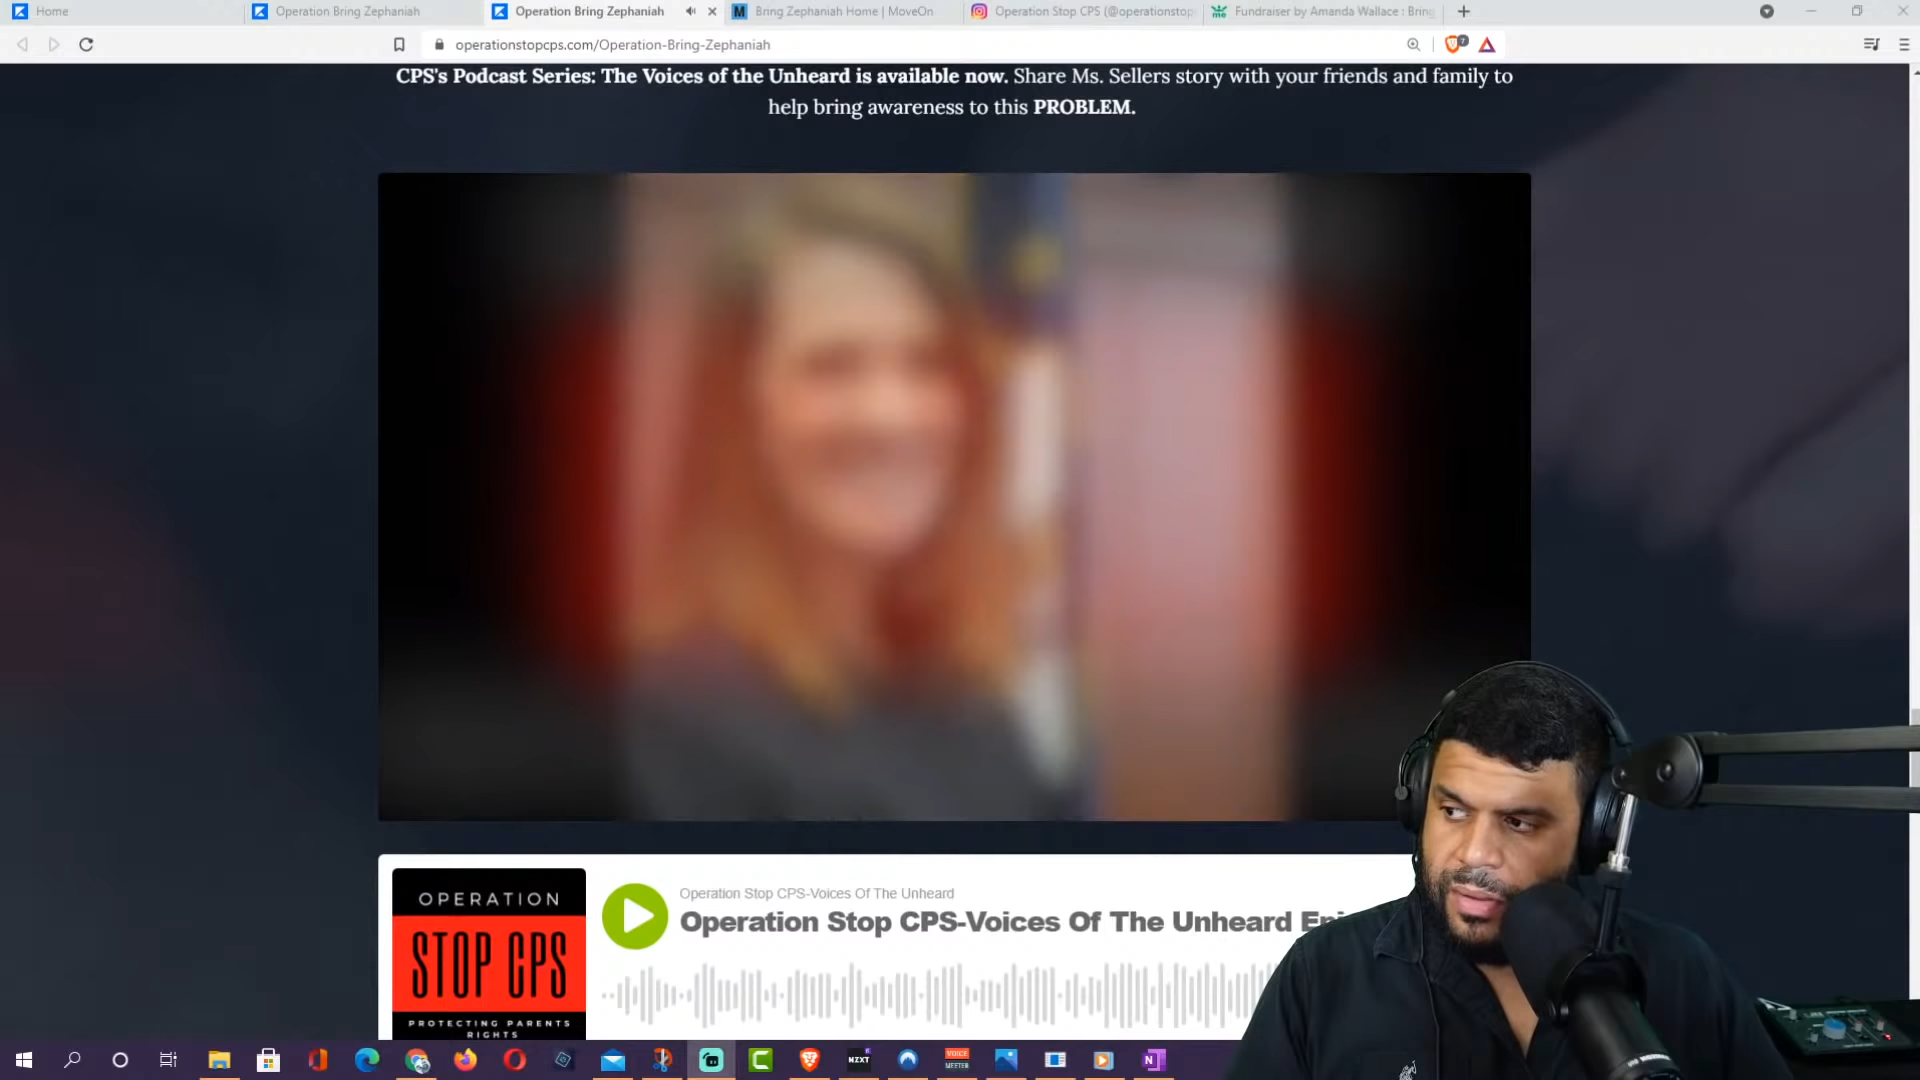 Home
Operation Bring Zephaniah
Operation Bring Zephaniah
Bring Zephaniah Home | MoveOn
Operation Stop CPS (@operationstop
Fundraiser by Amanda Wallace : Bring
operationstopcps.com/Operation-Bring-Zephaniah
7
CPS's Podcast Series: The Voices of the Unheard is available now. Share Ms. Sellers story with your friends and family to
help bring awareness to this PROBLEM.
OPERATION
STOP CPS
PROTECTING PARENTS
RIGHTS
Operation Stop CPS-Voices Of The Unheard
Operation Stop CPS-Voices Of The Unheard
NZXT
VOICE
MEETER